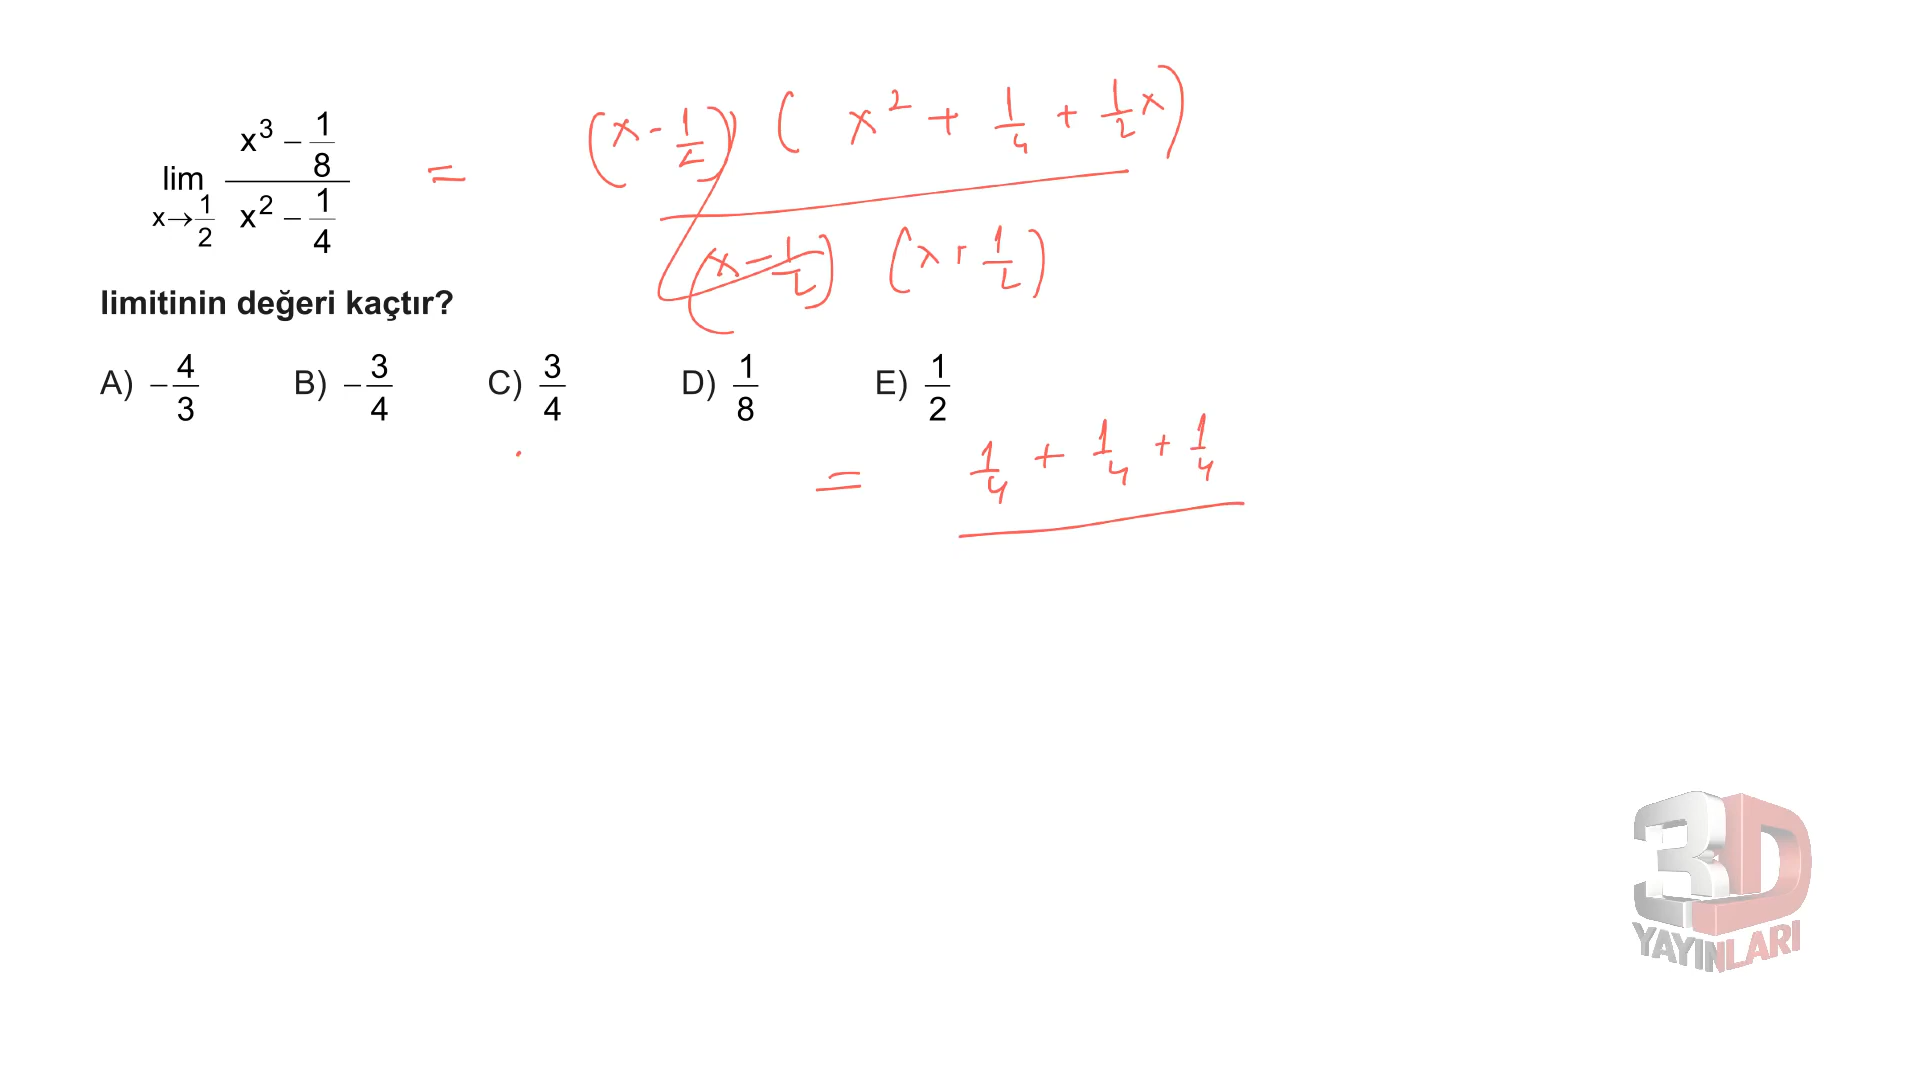 lim x→1/2 (x³ − 1/8)/(x² − 1/4) = (x - 1/2) (x² + 1/4 + 1/2 x) / (x - 1/2) (x + 1/2)
limitinin değeri kaçtır?
A) −4/3 B) −3/4 C) 3/4 D) 1/8 E) 1/2
= 1/4 + 1/4 + 1/4
3D
YAYINLARI